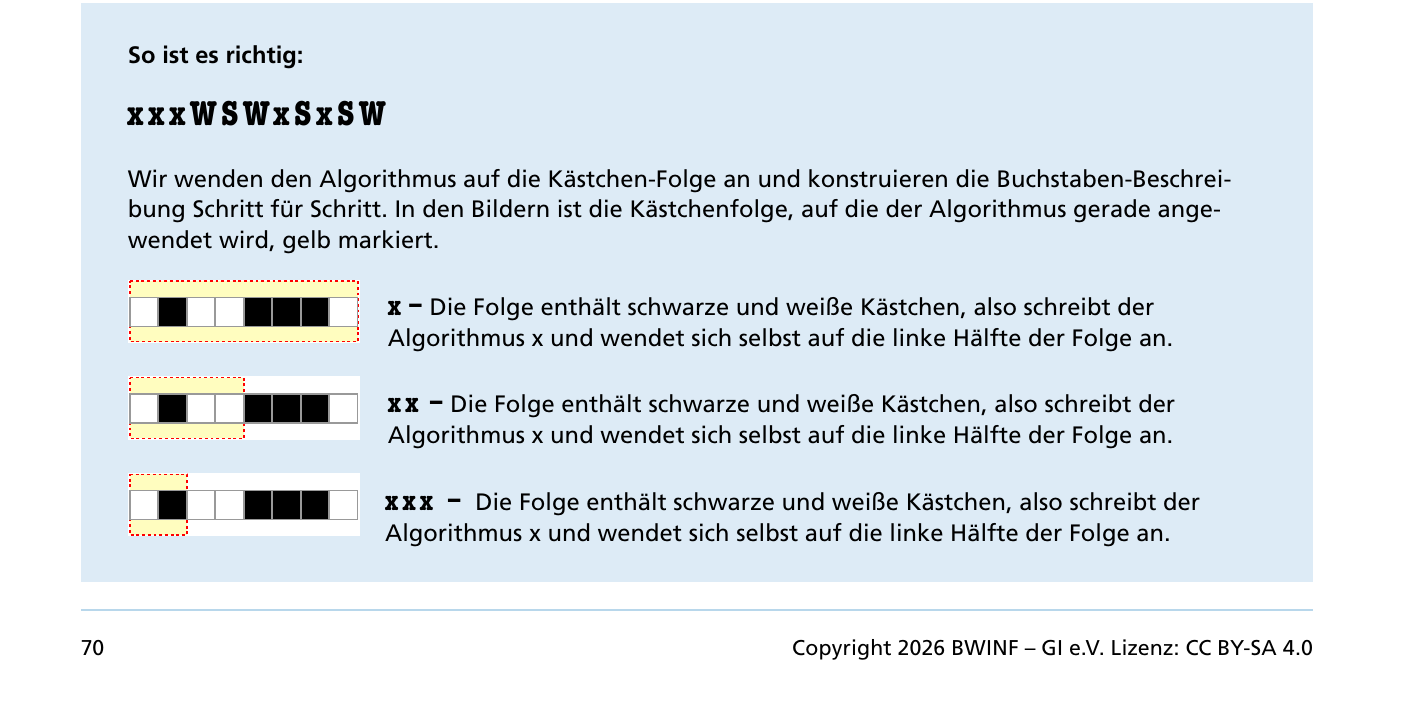 So ist es richtig:
xxxWSWxSxSW
Wir wenden den Algorithmus auf die Kästchen-Folge an und konstruieren die Buchstaben-Beschrei-
bung Schritt für Schritt. In den Bildern ist die Kästchenfolge, auf die der Algorithmus gerade ange-
wendet wird, gelb markiert.
x – Die Folge enthält schwarze und weiße Kästchen, also schreibt der
Algorithmus x und wendet sich selbst auf die linke Hälfte der Folge an.
xx – Die Folge enthält schwarze und weiße Kästchen, also schreibt der
Algorithmus x und wendet sich selbst auf die linke Hälfte der Folge an.
xxx – Die Folge enthält schwarze und weiße Kästchen, also schreibt der
Algorithmus x und wendet sich selbst auf die linke Hälfte der Folge an.
70 Copyright 2026 BWINF – GI e.V. Lizenz: CC BY-SA 4.0